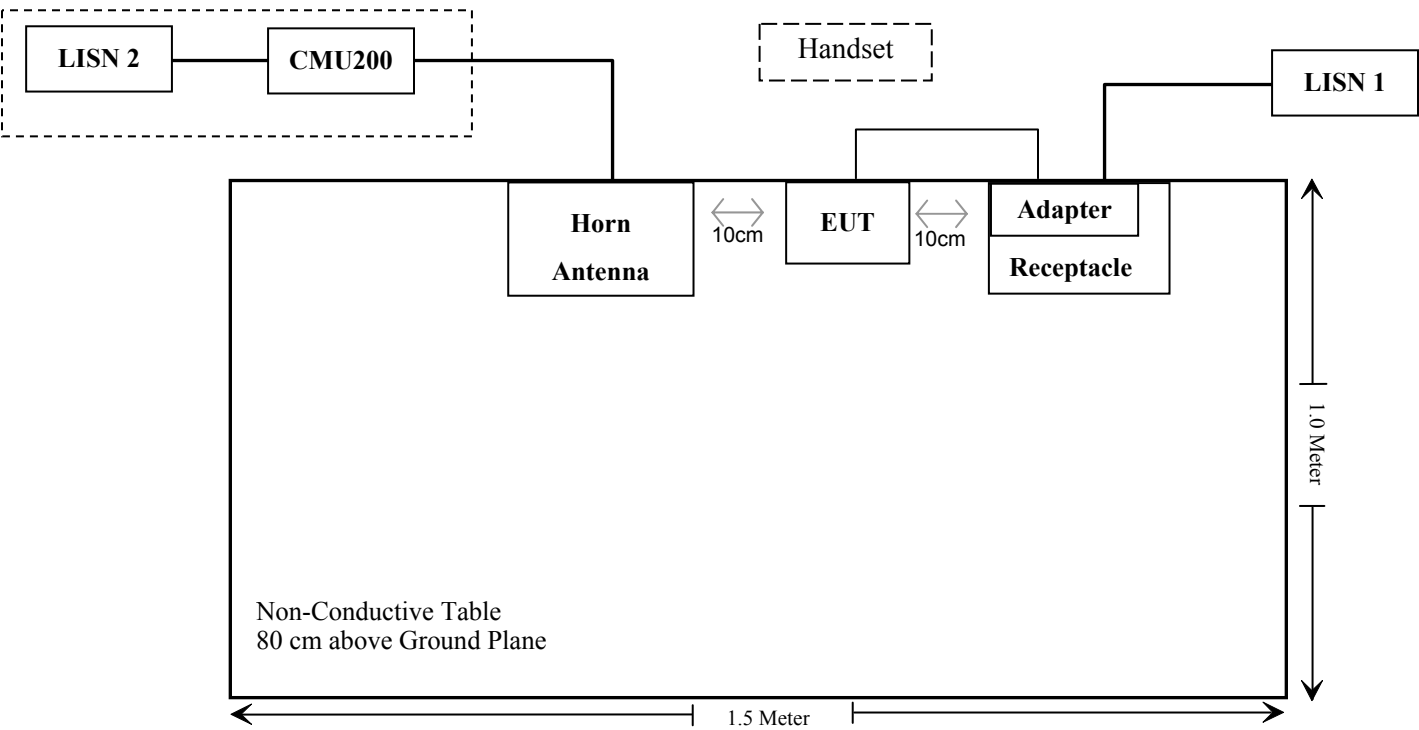 LISN 2
CMU200
Handset
LISN 1
Horn
Antenna
10cm
EUT
10cm
Adapter
Receptacle
1.0 Meter
Non-Conductive Table
80 cm above Ground Plane
1.5 Meter